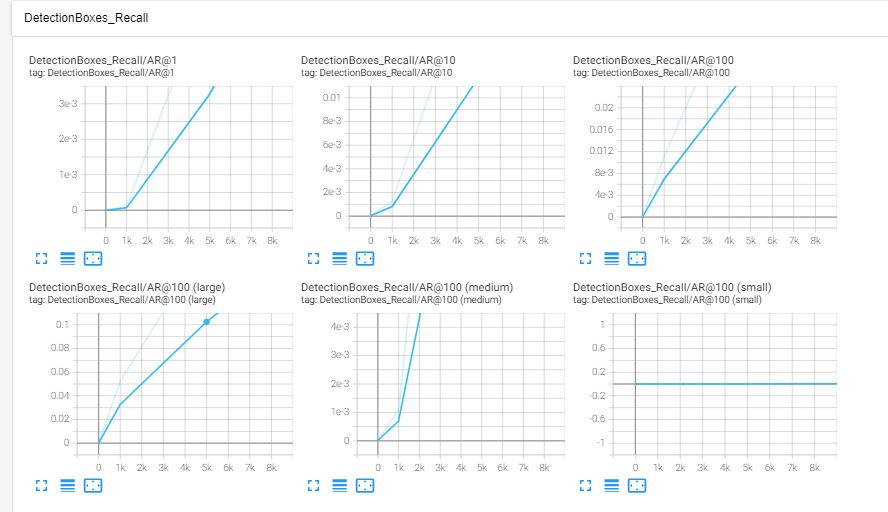 DetectionBoxes_Recall
DetectionBoxes_Recall/AR@1
tag: DetectionBoxes_Recall/AR@1
3e-3
2e-3
1e-3
0
0 1k 2k 3k 4k 5k 6k 7k 8k
DetectionBoxes_Recall/AR@10
tag: DetectionBoxes_Recall/AR@10
0.01
8e-3
6e-3
4e-3
2e-3
0
0 1k 2k 3k 4k 5k 6k 7k 8k
DetectionBoxes_Recall/AR@100
tag: DetectionBoxes_Recall/AR@100
0.02
0.016
0.012
8e-3
4e-3
0
0 1k 2k 3k 4k 5k 6k 7k 8k
DetectionBoxes_Recall/AR@100 (large)
tag: DetectionBoxes_Recall/AR@100 (large)
0.1
0.08
0.06
0.04
0.02
0
0 1k 2k 3k 4k 5k 6k 7k 8k
DetectionBoxes_Recall/AR@100 (medium)
tag: DetectionBoxes_Recall/AR@100 (medium)
4e-3
3e-3
2e-3
1e-3
0
0 1k 2k 3k 4k 5k 6k 7k 8k
DetectionBoxes_Recall/AR@100 (small)
tag: DetectionBoxes_Recall/AR@100 (small)
1
0.6
0.2
-0.2
-0.6
-1
0 1k 2k 3k 4k 5k 6k 7k 8k